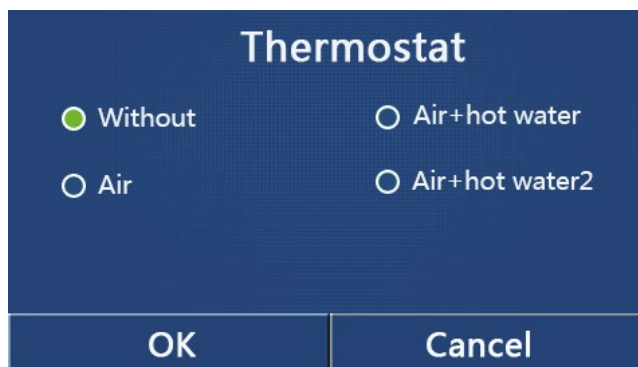 Thermostat
Without
Air+hot water
Air
Air+hot water2
OK
Cancel